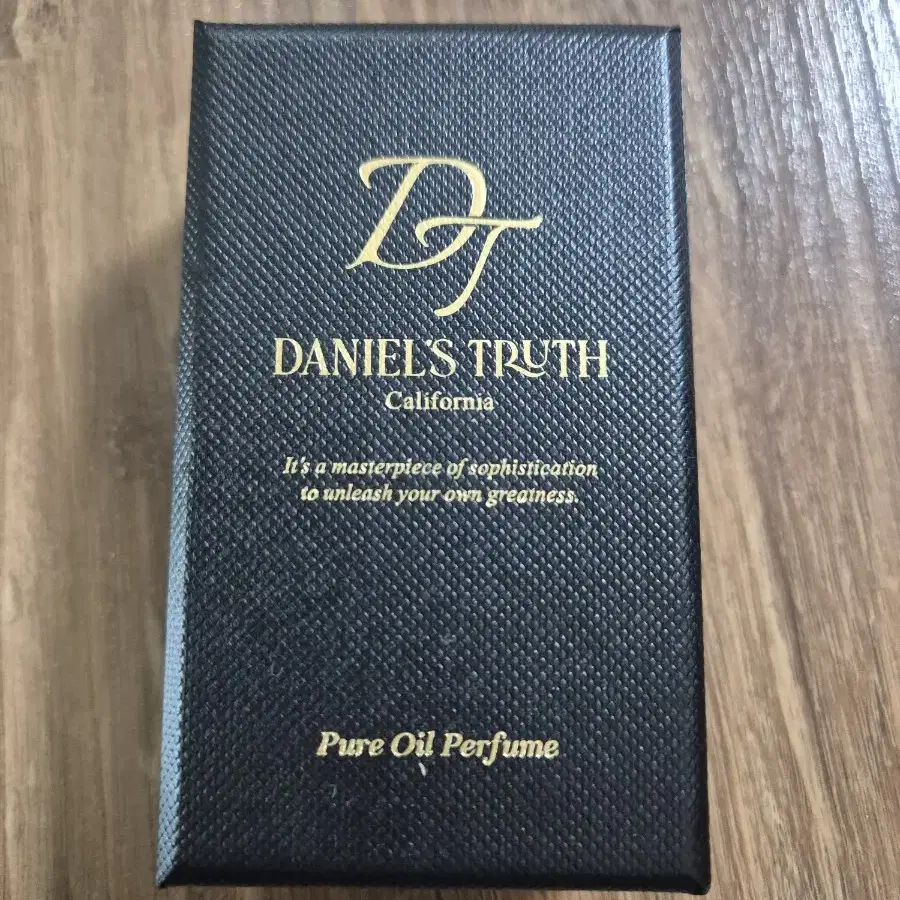 DT
DANIEL'S TRUTH
California
It's a masterpiece of sophistication
to unleash your own greatness.
Pure Oil Perfume